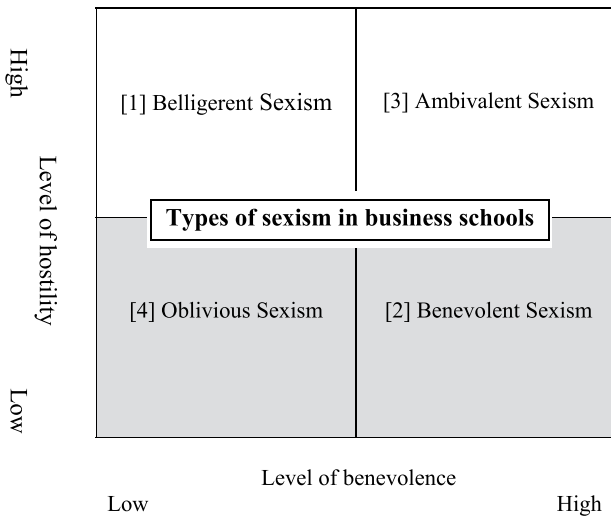 High
Level of hostility
Low
[1] Belligerent Sexism
[3] Ambivalent Sexism
Types of sexism in business schools
[4] Oblivious Sexism
[2] Benevolent Sexism
Level of benevolence
Low
High